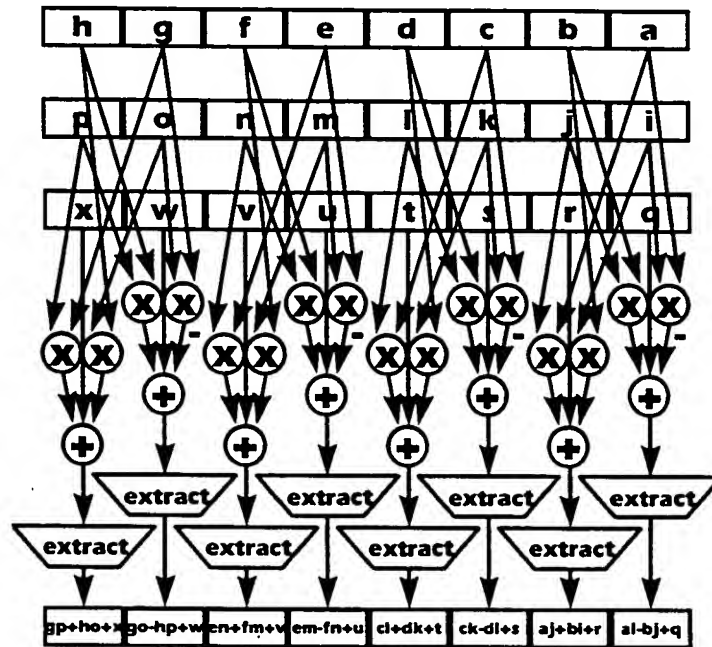 h g f e d c b a
p o n m l k j i
x w v u t s r q
X X X X X X X X
- - - -
X X X X X X X X
+ + + +
+ + + +
extract extract extract extract
extract extract extract extract
gp+ho+x go-hp+w en+fm+v em-fn+u cl+dk+t ck-dl+s aj+bi+r ai-bj+q